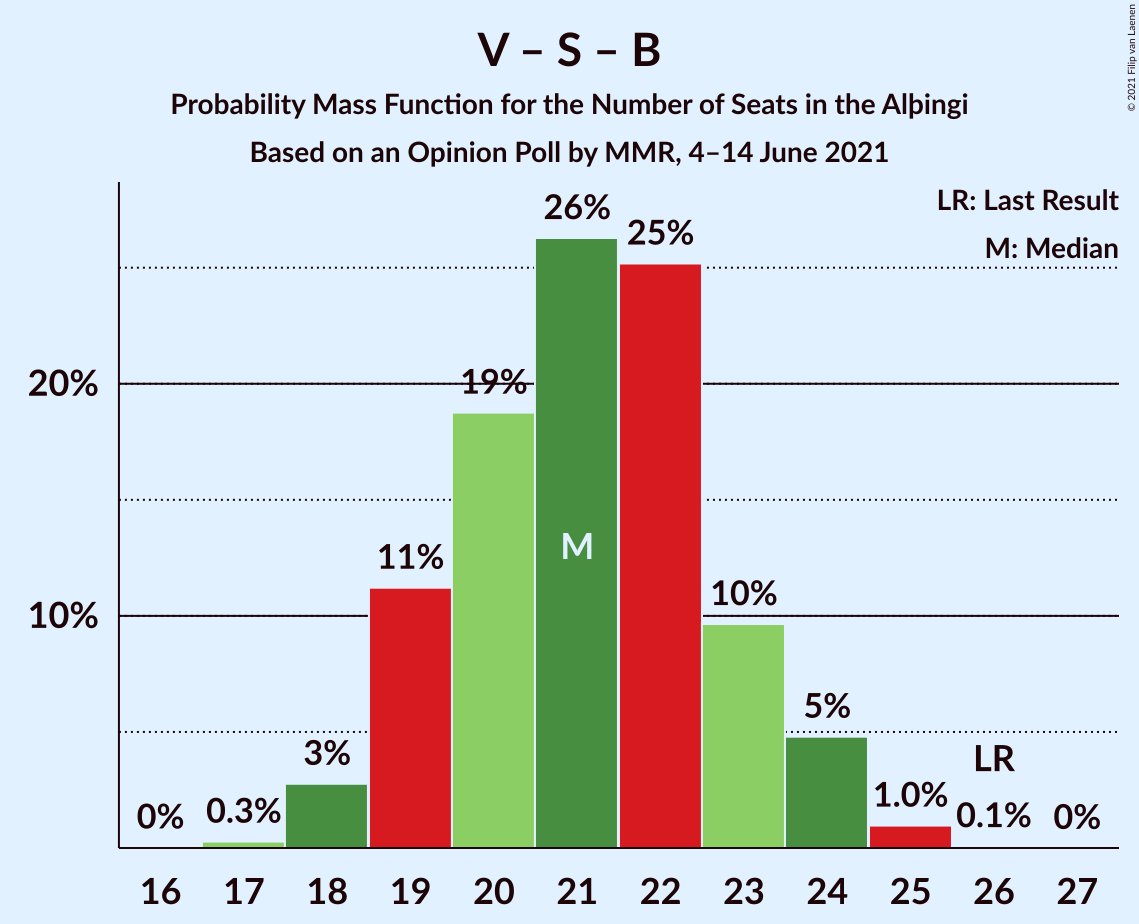 V – S – B
Probability Mass Function for the Number of Seats in the Alþingi
Based on an Opinion Poll by MMR, 4–14 June 2021
© 2021 Filip van Laenen
LR: Last Result
M: Median
20%
10%
0%
0.3%
3%
11%
19%
26%
25%
10%
5%
1.0%
0.1%
0%
M
LR
16 17 18 19 20 21 22 23 24 25 26 27